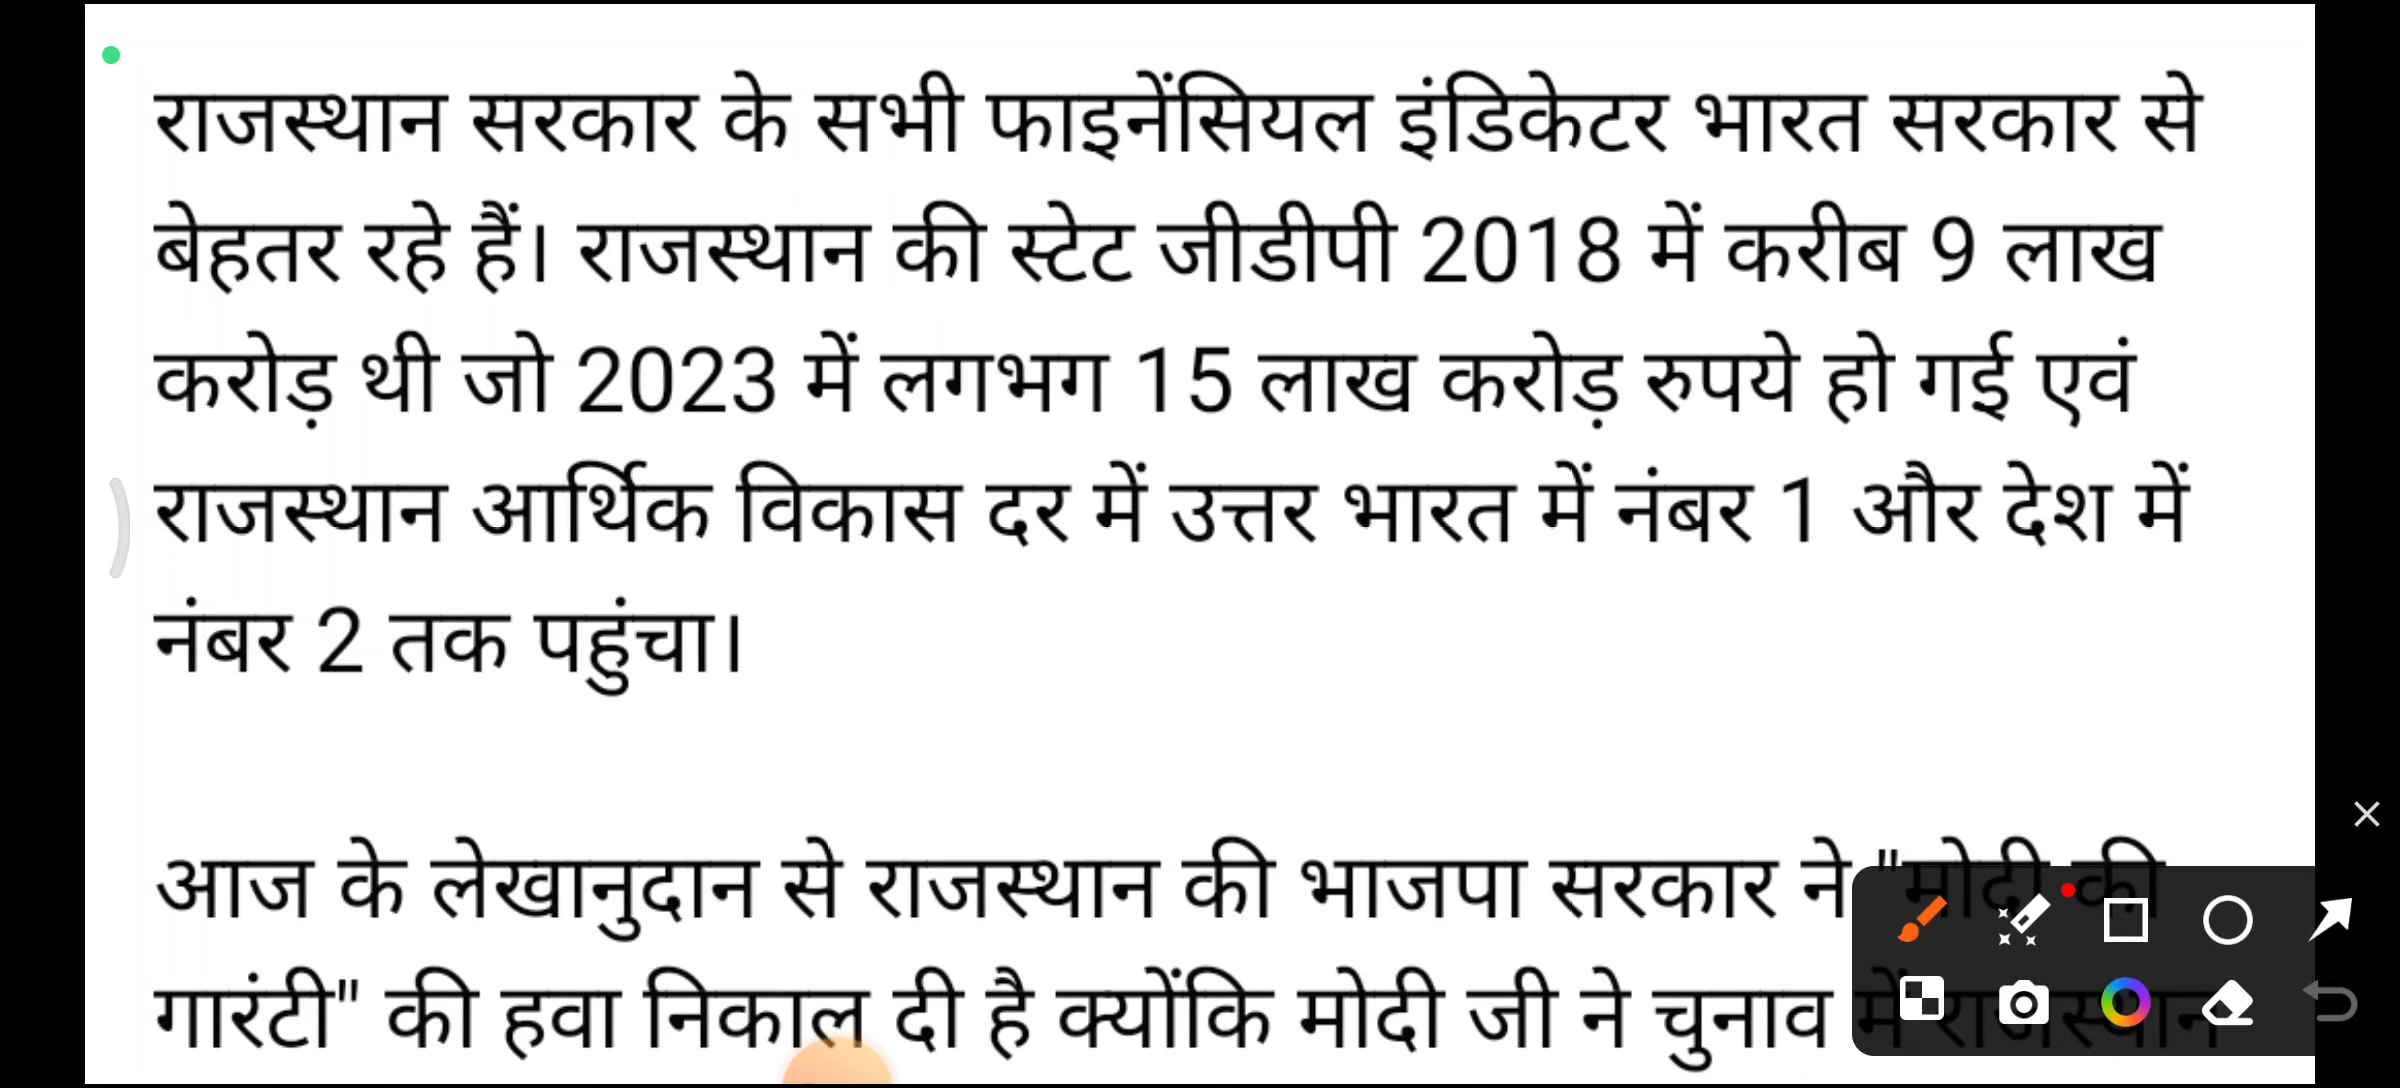 राजस्थान सरकार के सभी फाइनेंसियल इंडिकेटर भारत सरकार से
बेहतर रहे हैं। राजस्थान की स्टेट जीडीपी 2018 में करीब 9 लाख
करोड़ थी जो 2023 में लगभग 15 लाख करोड़ रुपये हो गई एवं
राजस्थान आर्थिक विकास दर में उत्तर भारत में नंबर 1 और देश में
नंबर 2 तक पहुंचा।
आज के लेखानुदान से राजस्थान की भाजपा सरकार ने "मोदी की
गारंटी" की हवा निकाल दी है क्योंकि मोदी जी ने चुनाव में राजस्थान